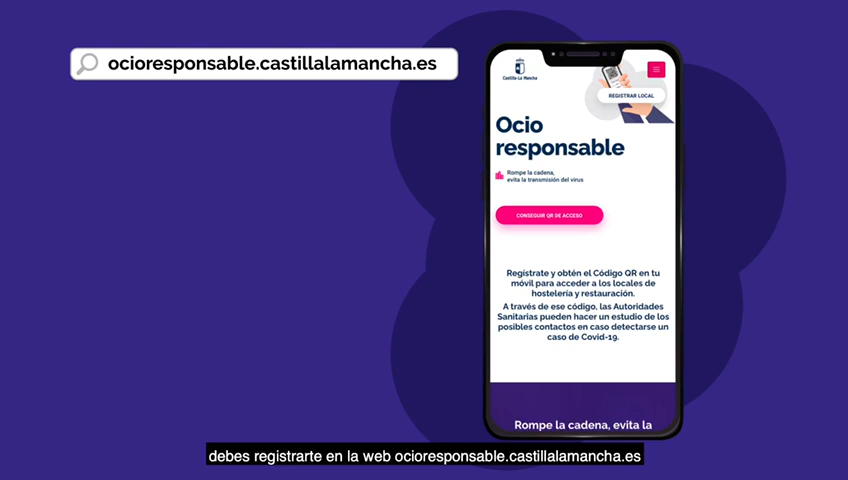 ocioresponsable.castillalamancha.es
Castilla-La Mancha
REGISTRAR LOCAL
Ocio
responsable
Rompe la cadena,
evita la transmisión del virus
CONSEGUIR QR DE ACCESO
Regístrate y obtén el Código QR en tu
móvil para acceder a los locales de
hostelería y restauración.
A través de ese código, las Autoridades
Sanitarias pueden hacer un estudio de los
posibles contactos en caso detectarse un
caso de Covid-19.
Rompe la cadena, evita la
debes registrarte en la web ocioresponsable.castillalamancha.es